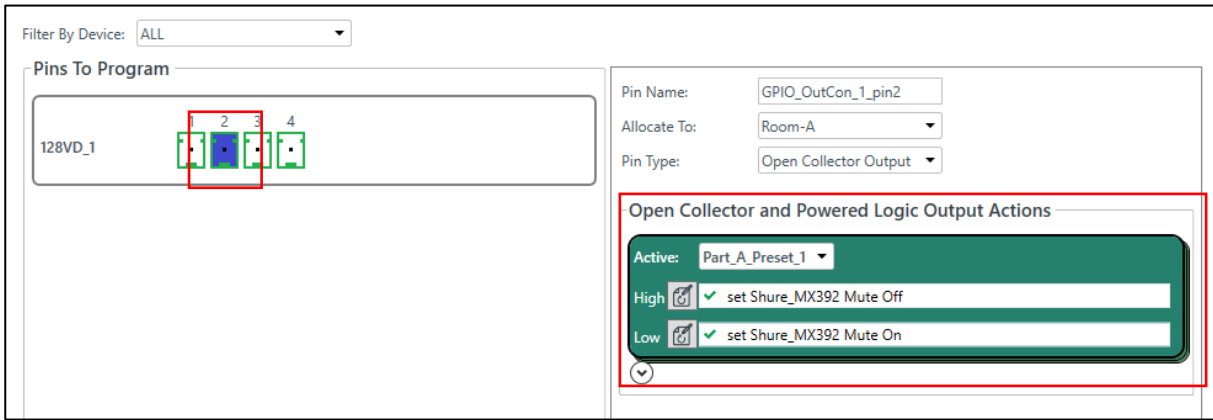 Filter By Device: ALL
Pins To Program
1 2 3 4
128VD_1
Pin Name: GPIO_OutCon_1_pin2
Allocate To: Room-A
Pin Type: Open Collector Output
Open Collector and Powered Logic Output Actions
Active: Part_A_Preset_1
High set Shure_MX392 Mute Off
Low set Shure_MX392 Mute On